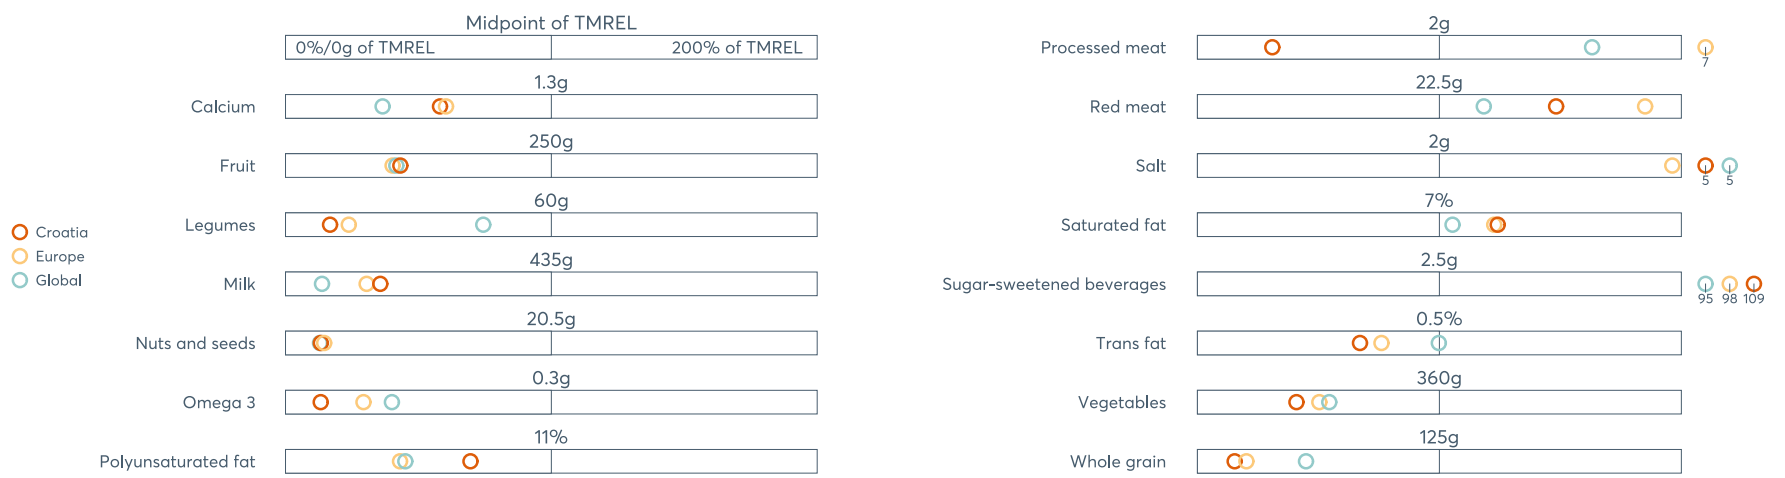 Midpoint of TMREL
0%/0g of TMREL
200% of TMREL
1.3g
Calcium
250g
Fruit
60g
Legumes
435g
Milk
20.5g
Nuts and seeds
0.3g
Omega 3
11%
Polyunsaturated fat
Croatia
Europe
Global
2g
Processed meat
7
22.5g
Red meat
2g
Salt
5 5
7%
Saturated fat
2.5g
Sugar-sweetened beverages
95 98 109
0.5%
Trans fat
360g
Vegetables
125g
Whole grain